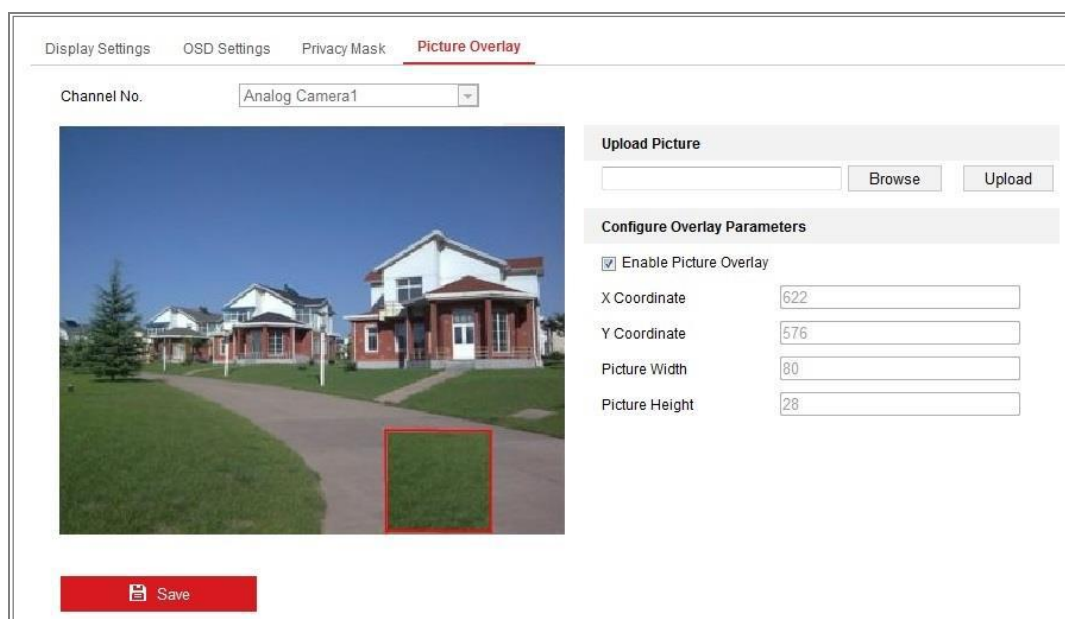 Display Settings OSD Settings Privacy Mask Picture Overlay
Channel No. Analog Camera1
Upload Picture
Browse Upload
Configure Overlay Parameters
Enable Picture Overlay
X Coordinate 622
Y Coordinate 576
Picture Width 80
Picture Height 28
Save